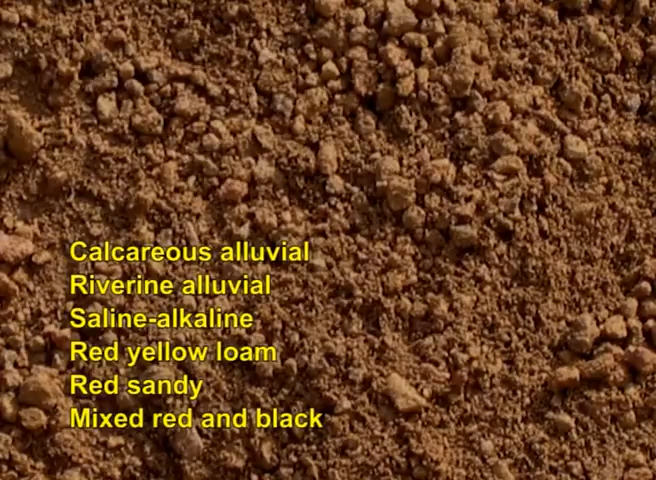 Calcareous alluvial
Riverine alluvial
Saline-alkaline
Red yellow loam
Red sandy
Mixed red and black